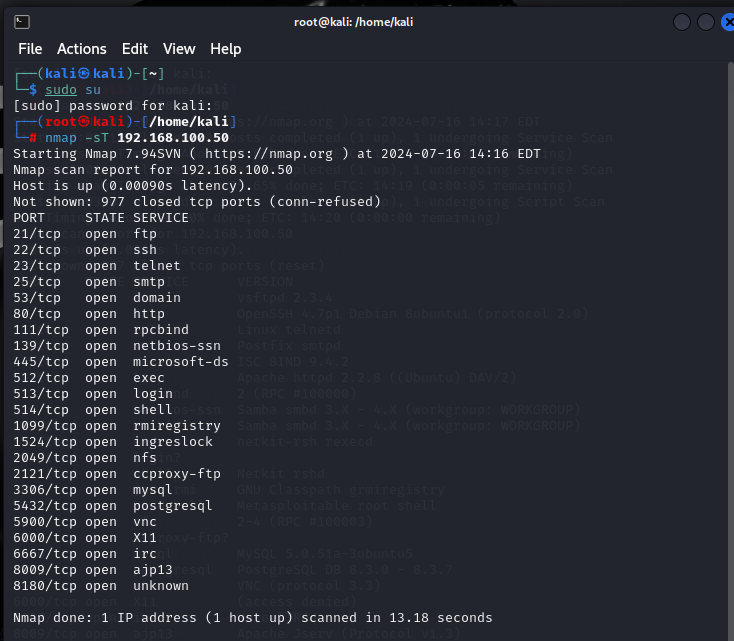 root@kali: /home/kali
File Actions Edit View Help
┌──(kali㉿kali)-[~]
└─$ sudo su
[sudo] password for kali:
┌──(root㉿kali)-[/home/kali]
└─# nmap -sT 192.168.100.50
Starting Nmap 7.94SVN ( https://nmap.org ) at 2024-07-16 14:16 EDT
Nmap scan report for 192.168.100.50
Host is up (0.00090s latency).
Not shown: 977 closed tcp ports (conn-refused)
PORT     STATE SERVICE
21/tcp   open  ftp
22/tcp   open  ssh
23/tcp   open  telnet
25/tcp   open  smtp
53/tcp   open  domain
80/tcp   open  http
111/tcp  open  rpcbind
139/tcp  open  netbios-ssn
445/tcp  open  microsoft-ds
512/tcp  open  exec
513/tcp  open  login
514/tcp  open  shell
1099/tcp open  rmiregistry
1524/tcp open  ingreslock
2049/tcp open  nfs
2121/tcp open  ccproxy-ftp
3306/tcp open  mysql
5432/tcp open  postgresql
5900/tcp open  vnc
6000/tcp open  X11
6667/tcp open  irc
8009/tcp open  ajp13
8180/tcp open  unknown
Nmap done: 1 IP address (1 host up) scanned in 13.18 seconds